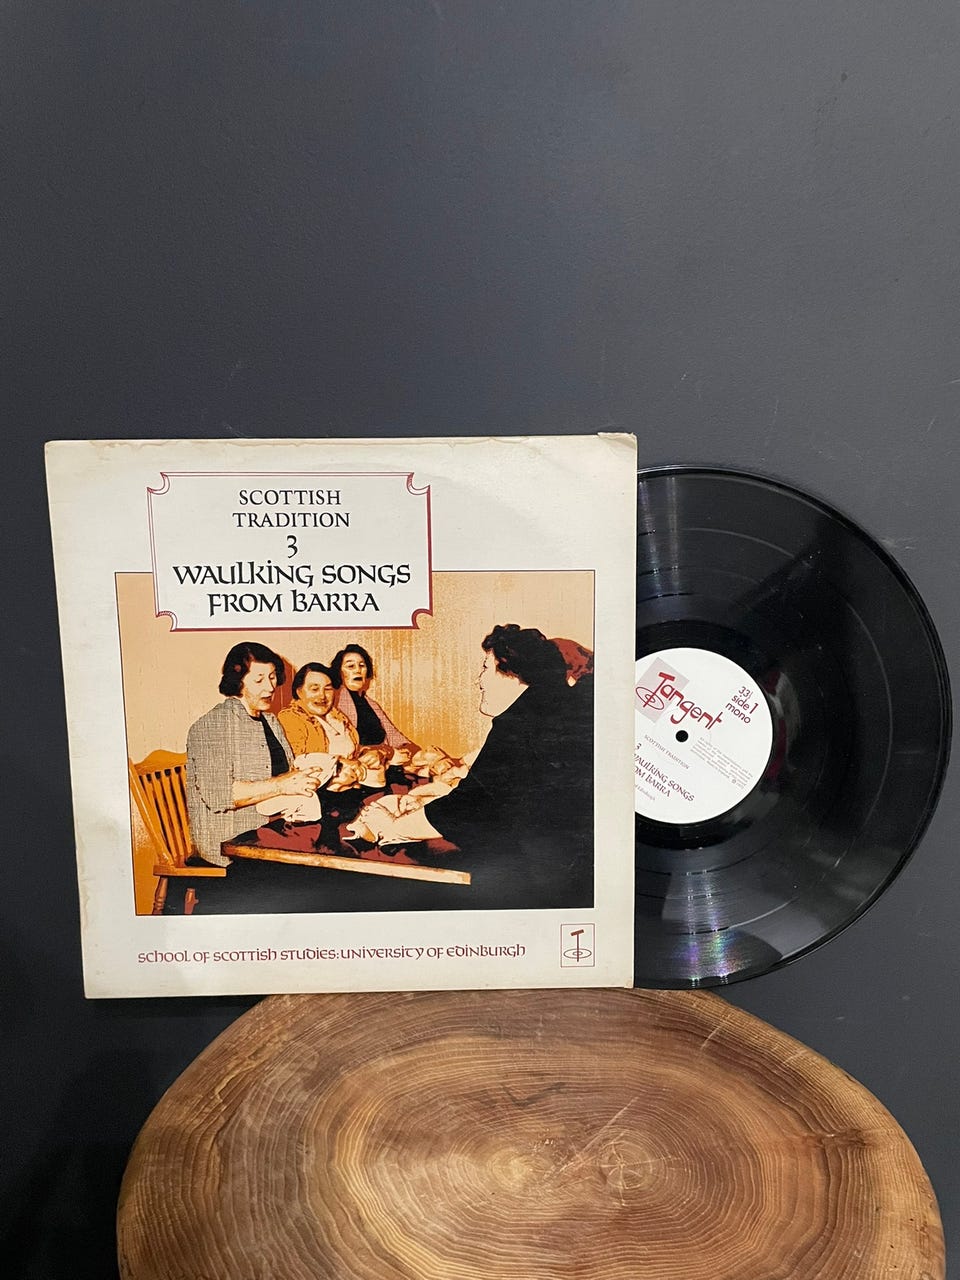 SCOTTISH
TRADITION
3
WAULKING SONGS
FROM BARRA
SCHOOL OF SCOTTISH STUDIES:UNIVERSITY OF EDINBURGH
Tangent
33
side 1
mono
SCOTTISH TRADITION
3
WAULKING SONGS
FROM BARRA